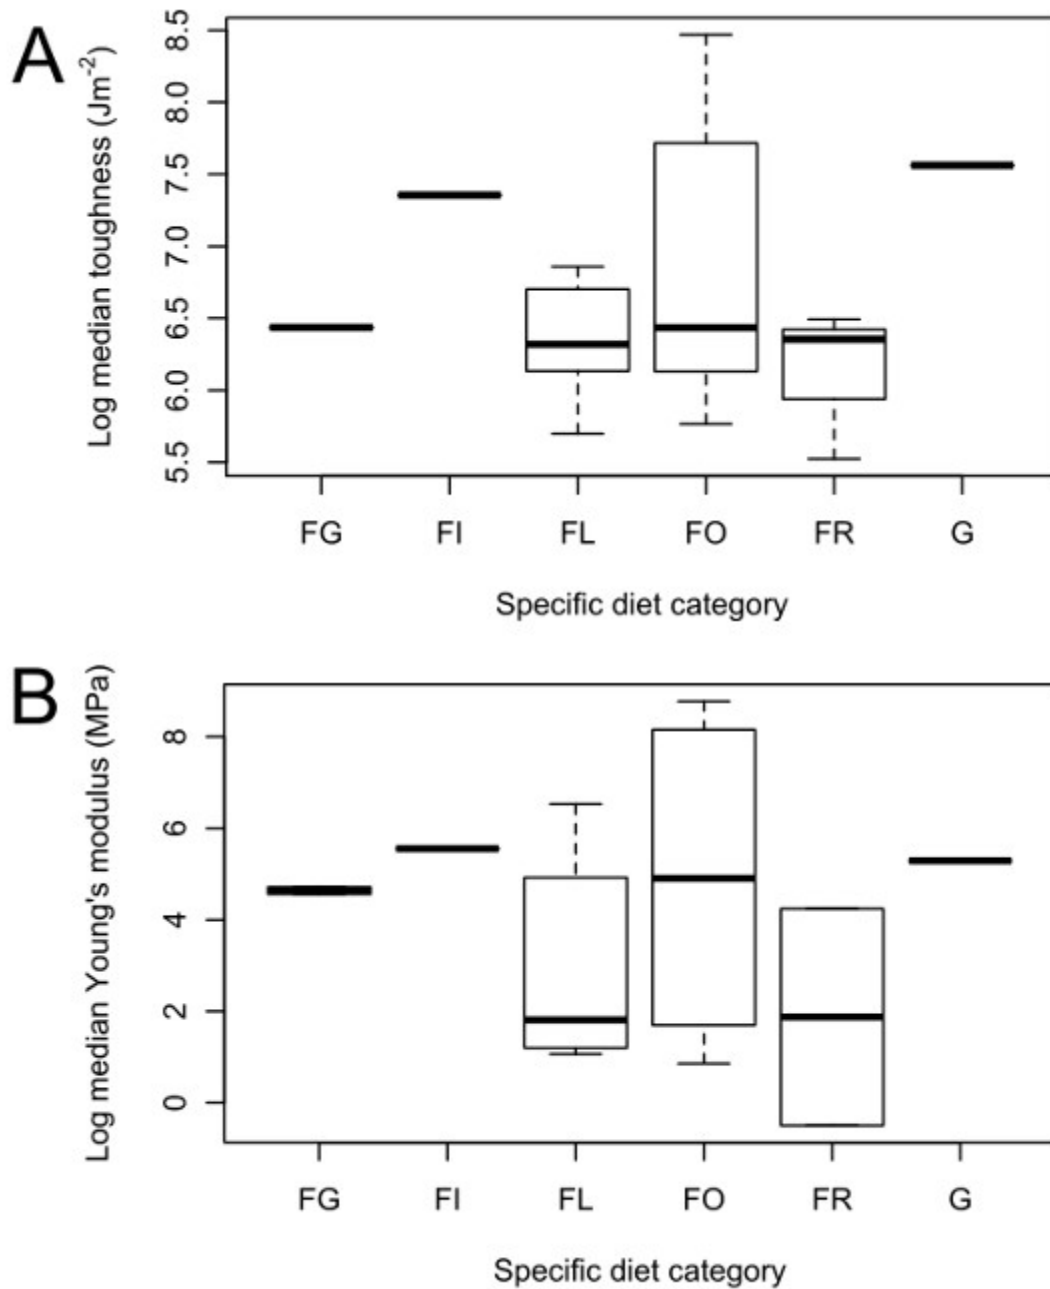 A
Log median toughness (Jm-2)
8.5
8.0
7.5
7.0
6.5
6.0
5.5
FG FI FL FO FR G
Specific diet category
B
Log median Young's modulus (MPa)
8
6
4
2
0
FG FI FL FO FR G
Specific diet category